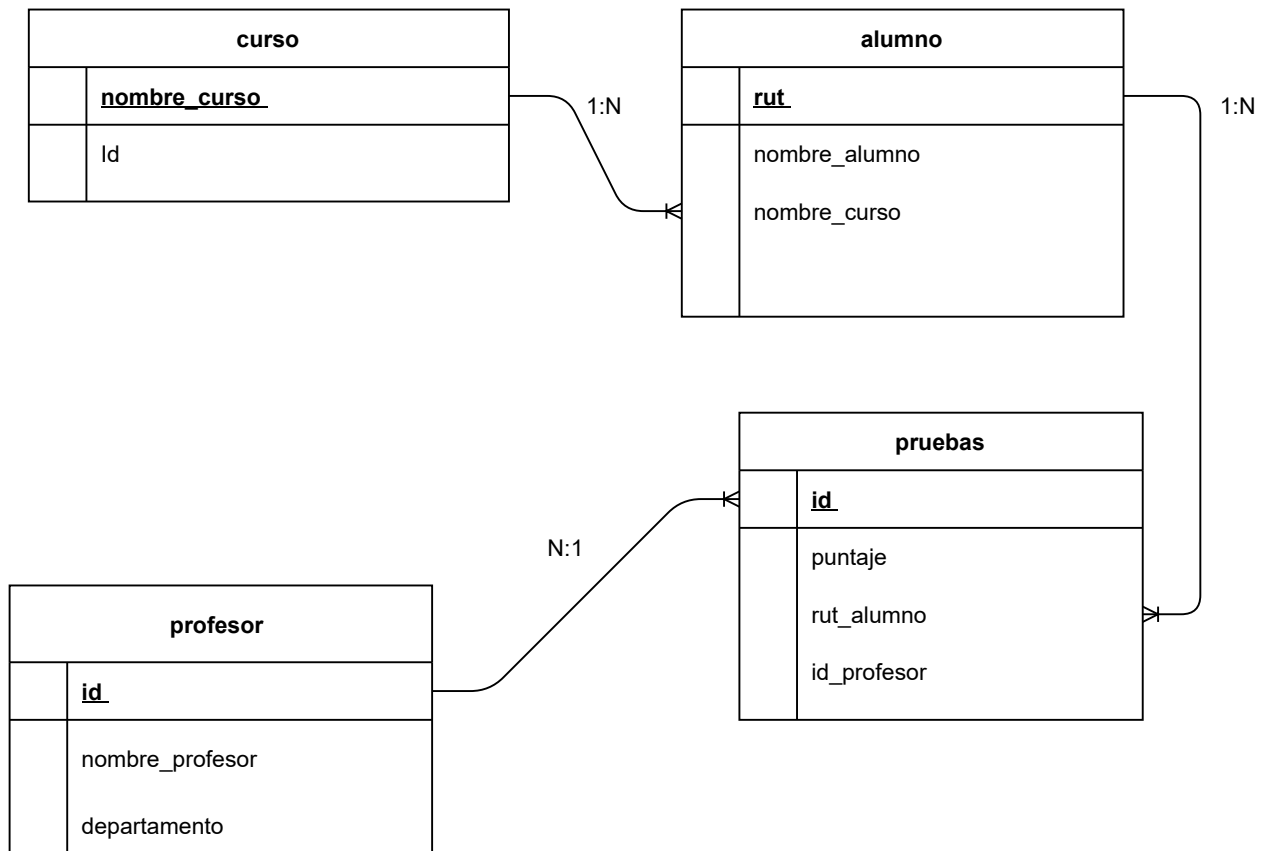 curso
nombre_curso
Id
1:N
alumno
rut
nombre_alumno
nombre_curso
1:N
pruebas
id
puntaje
rut_alumno
id_profesor
N:1
profesor
id
nombre_profesor
departamento